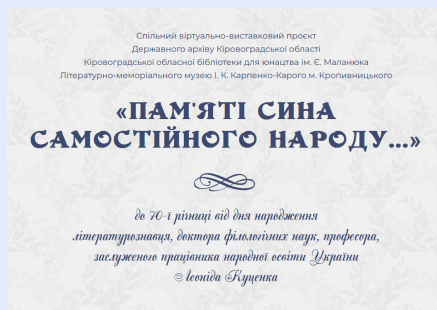 Спільний віртуально-виставковий проєкт
Державного архіву Кіровоградської області
Кіровоградської обласної бібліотеки для юнацтва ім. Є. Маланюка
Літературно-меморіального музею І. К. Карпенко-Карого м. Кропивницького
«ПАМ'ЯТІ СИНА
САМОСТІЙНОГО НАРОДУ...»
до 70-ї річниці від дня народження
літературознавця, доктора філологічних наук, професора,
заслуженого працівника народної освіти України
Леоніда Куценка